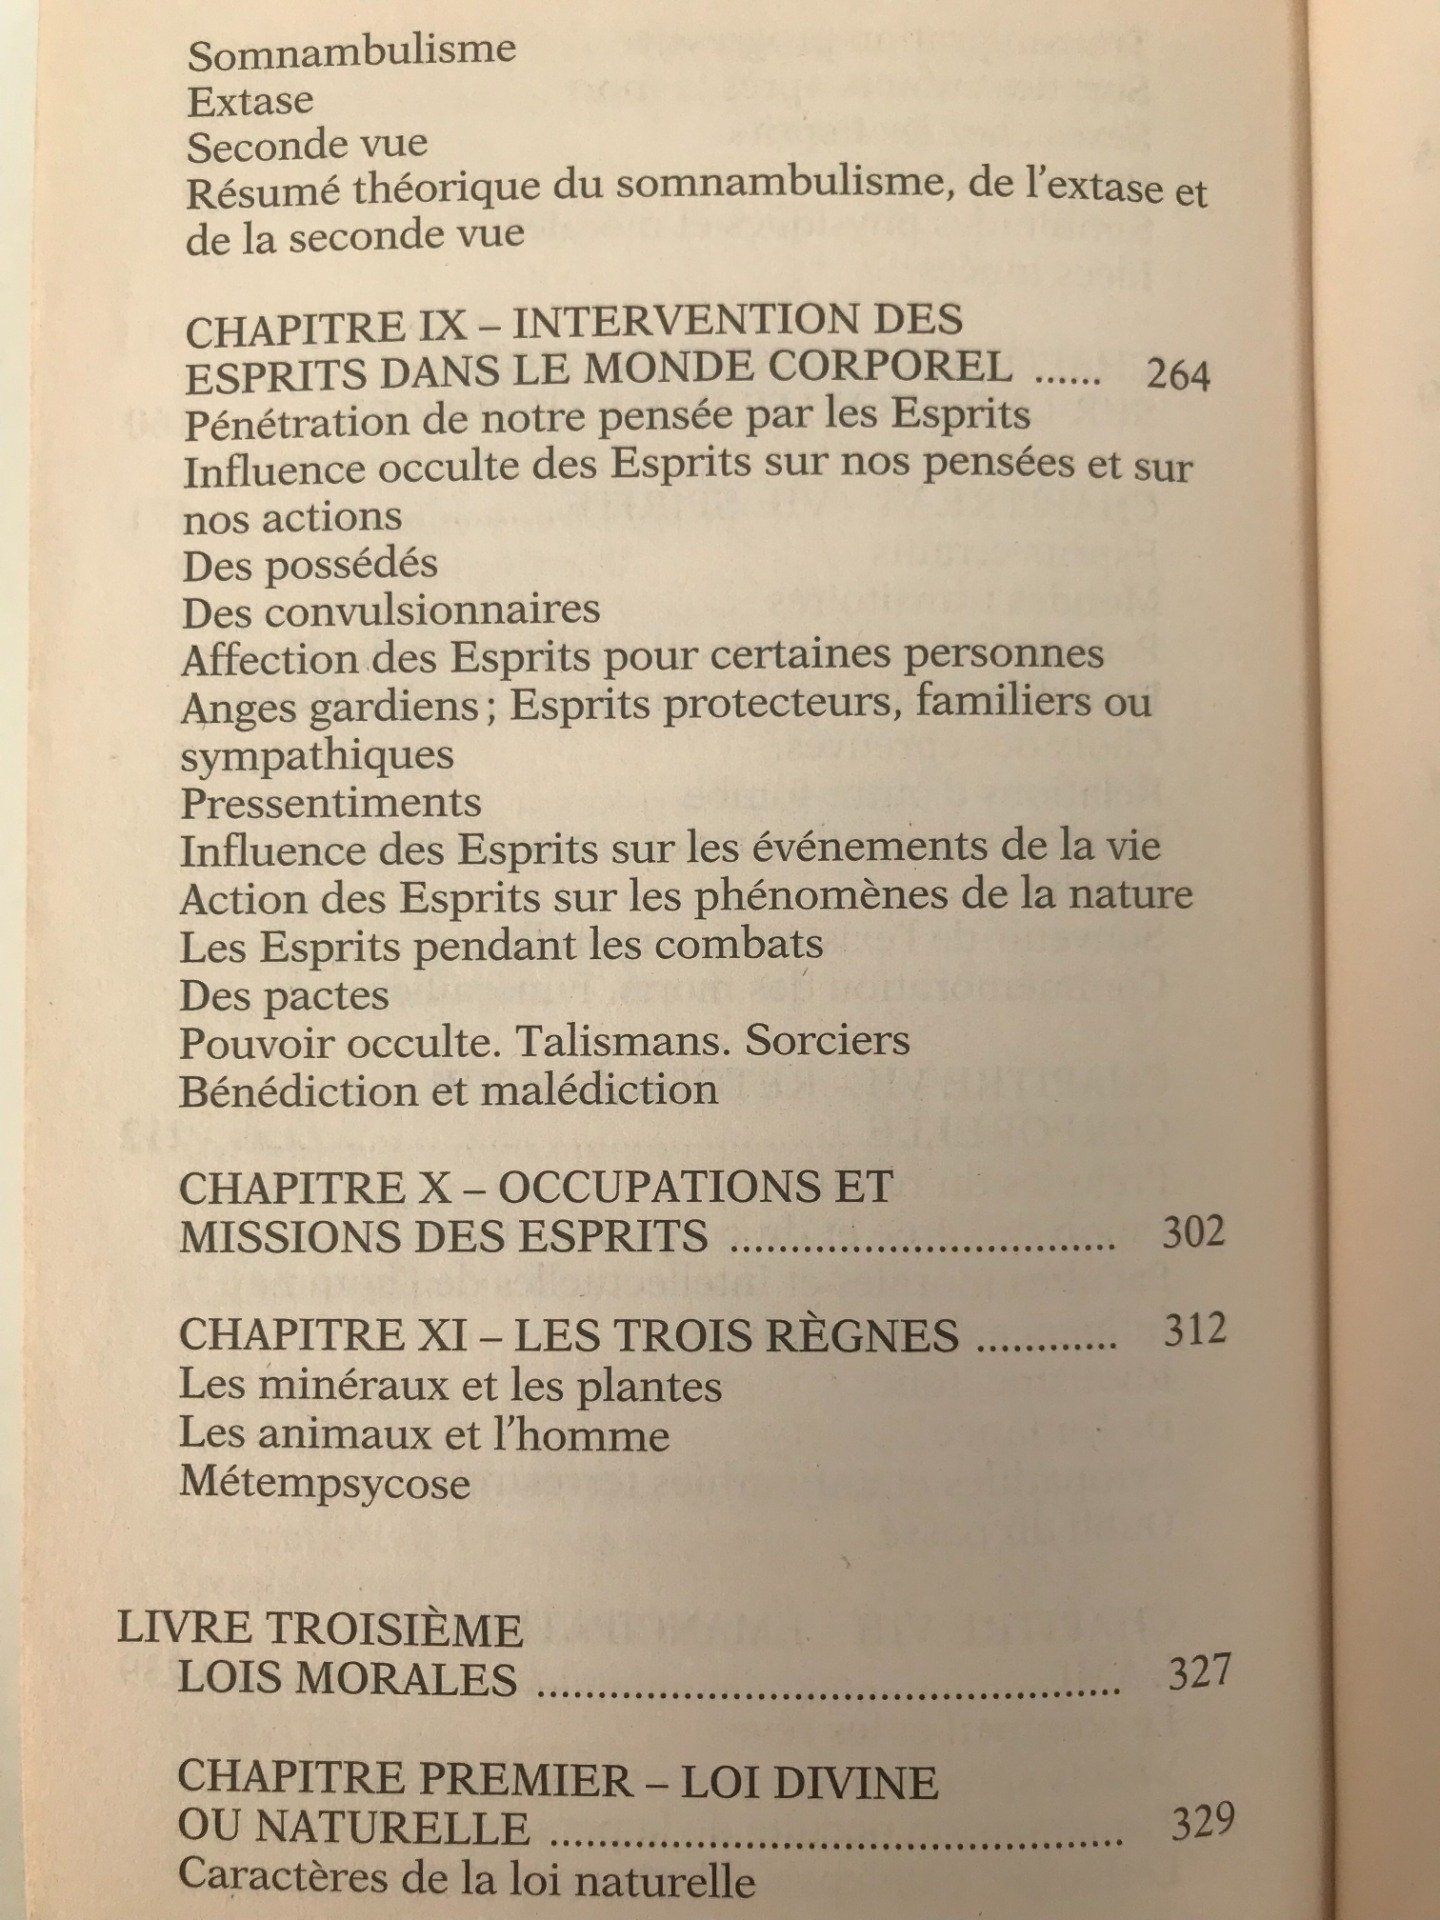 Somnambulisme
Extase
Seconde vue
Résumé théorique du somnambulisme, de l'extase et
de la seconde vue
CHAPITRE IX – INTERVENTION DES
ESPRITS DANS LE MONDE CORPOREL ...... 264
Pénétration de notre pensée par les Esprits
Influence occulte des Esprits sur nos pensées et sur
nos actions
Des possédés
Des convulsionnaires
Affection des Esprits pour certaines personnes
Anges gardiens ; Esprits protecteurs, familiers ou
sympathiques
Pressentiments
Influence des Esprits sur les événements de la vie
Action des Esprits sur les phénomènes de la nature
Les Esprits pendant les combats
Des pactes
Pouvoir occulte. Talismans. Sorciers
Bénédiction et malédiction
CHAPITRE X – OCCUPATIONS ET
MISSIONS DES ESPRITS ................................ 302
CHAPITRE XI – LES TROIS RÈGNES ............ 312
Les minéraux et les plantes
Les animaux et l'homme
Métempsycose
LIVRE TROISIÈME
LOIS MORALES ................................................ 327
CHAPITRE PREMIER – LOI DIVINE
OU NATURELLE ............................................... 329
Caractères de la loi naturelle